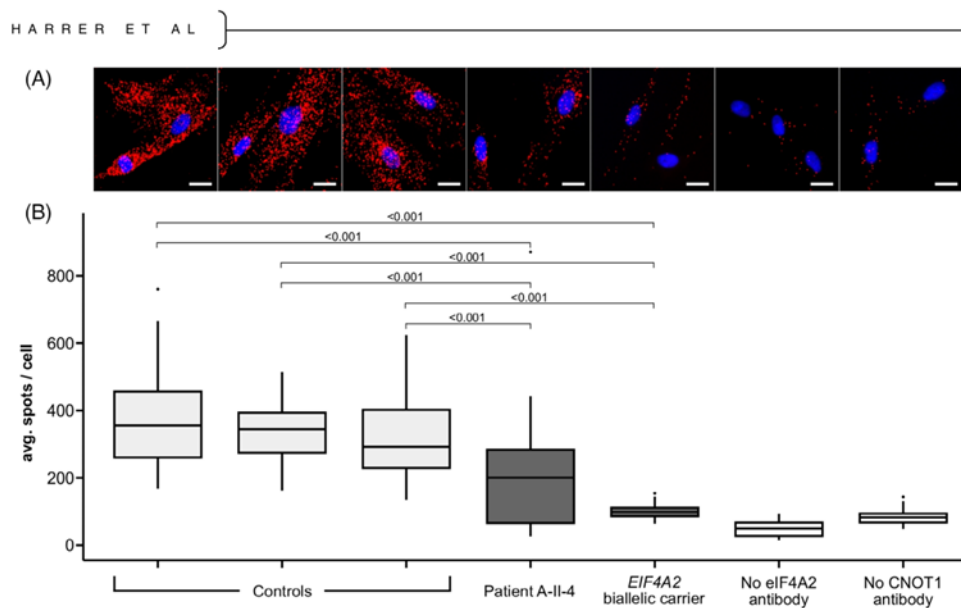 HARRER ET AL
(A)
(B)
<0.001
<0.001
<0.001
<0.001
<0.001
<0.001
800
600
400
200
0
avg. spots / cell
Controls
Patient A-II-4
EIF4A2
biallelic carrier
No eIF4A2
antibody
No CNOT1
antibody